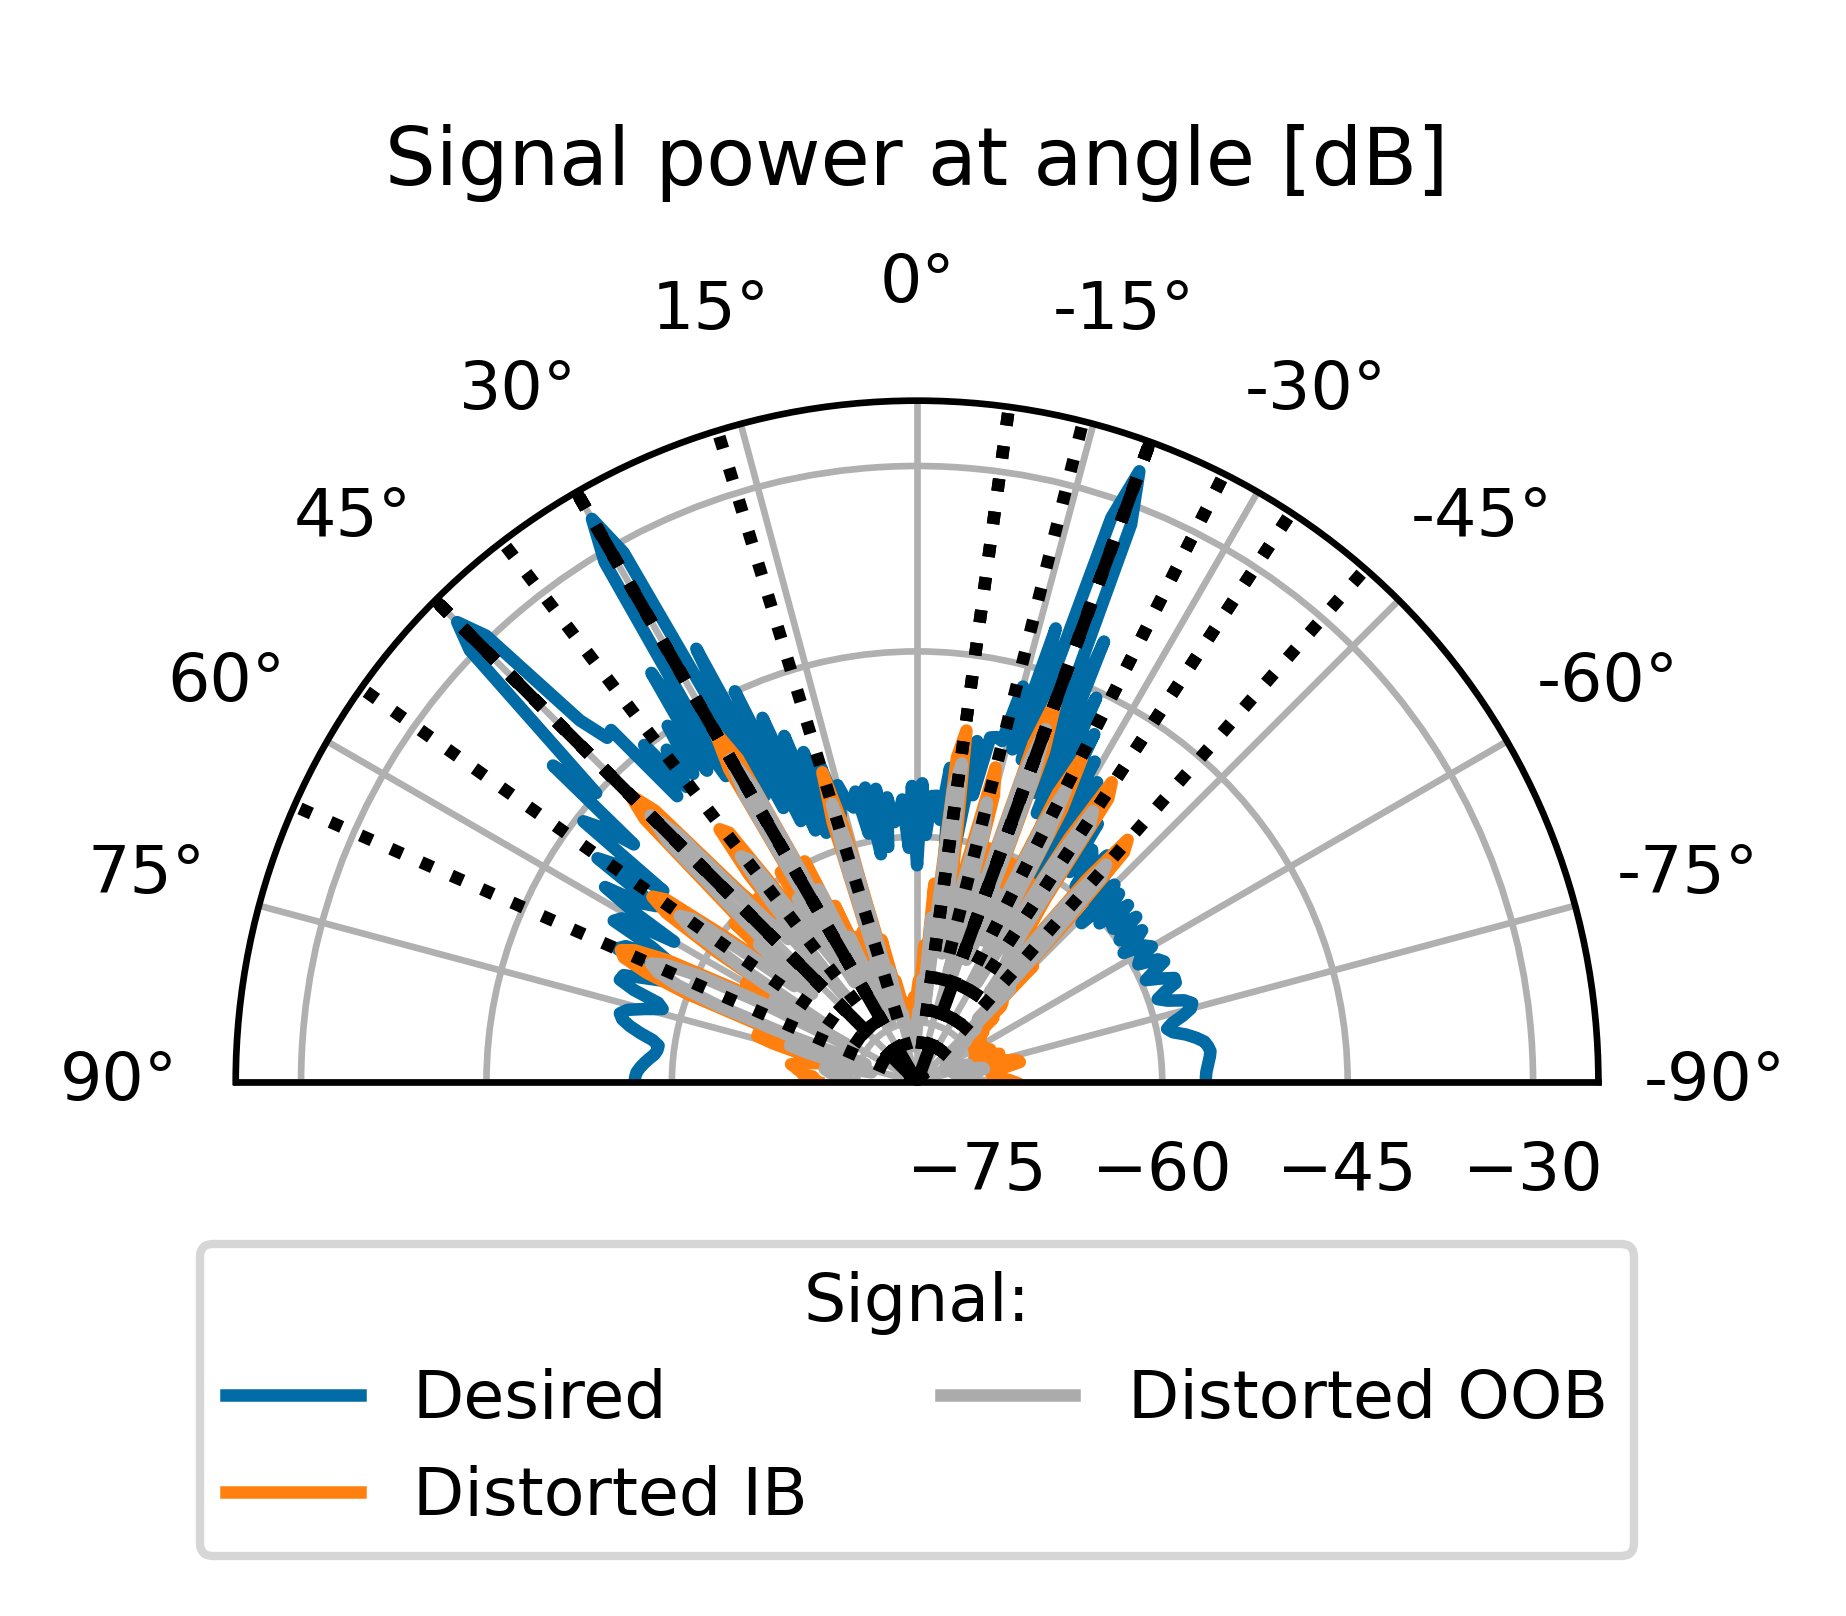 Signal power at angle [dB]
0°
15°
-15°
30°
-30°
45°
-45°
60°
-60°
75°
-75°
90°
-90°
−75 −60 −45 −30
Signal:
Desired
Distorted OOB
Distorted IB